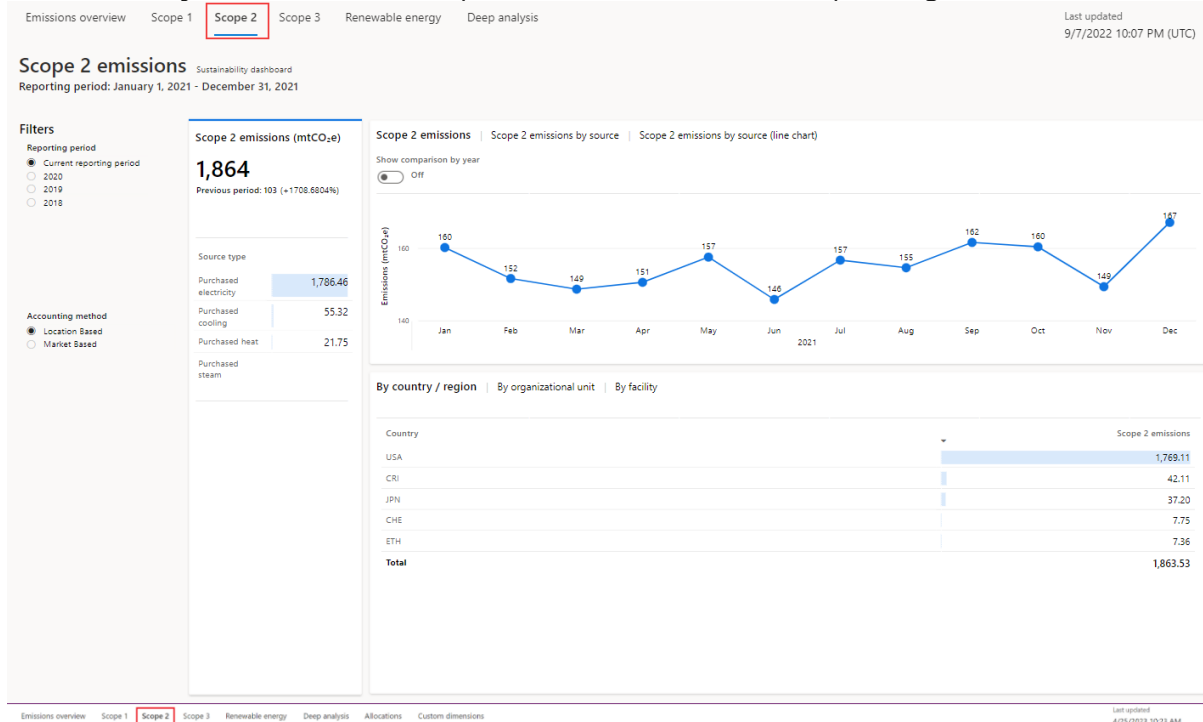 Emissions overview Scope 1 Scope 2 Scope 3 Renewable energy Deep analysis
Last updated
9/7/2022 10:07 PM (UTC)
Scope 2 emissions Sustainability dashboard
Reporting period: January 1, 2021 - December 31, 2021
Filters
Reporting period
Current reporting period
2020
2019
2018
Accounting method
Location Based
Market Based
Scope 2 emissions (mtCO₂e)
1,864
Previous period: 103 (+1708.6804%)
Source type
Purchased electricity 1,786.46
Purchased cooling 55.32
Purchased heat 21.75
Purchased steam
Scope 2 emissions | Scope 2 emissions by source | Scope 2 emissions by source (line chart)
Show comparison by year
Off
Emissions (mtCO₂e)
160
140
160 152 149 151 157 146 157 155 162 160 149 167
Jan Feb Mar Apr May Jun Jul Aug Sep Oct Nov Dec
2021
By country / region | By organizational unit | By facility
Country Scope 2 emissions
USA 1,769.11
CRI 42.11
JPN 37.20
CHE 7.75
ETH 7.36
Total 1,863.53
Emissions overview Scope 1 Scope 2 Scope 3 Renewable energy Deep analysis Allocations Custom dimensions
Last updated